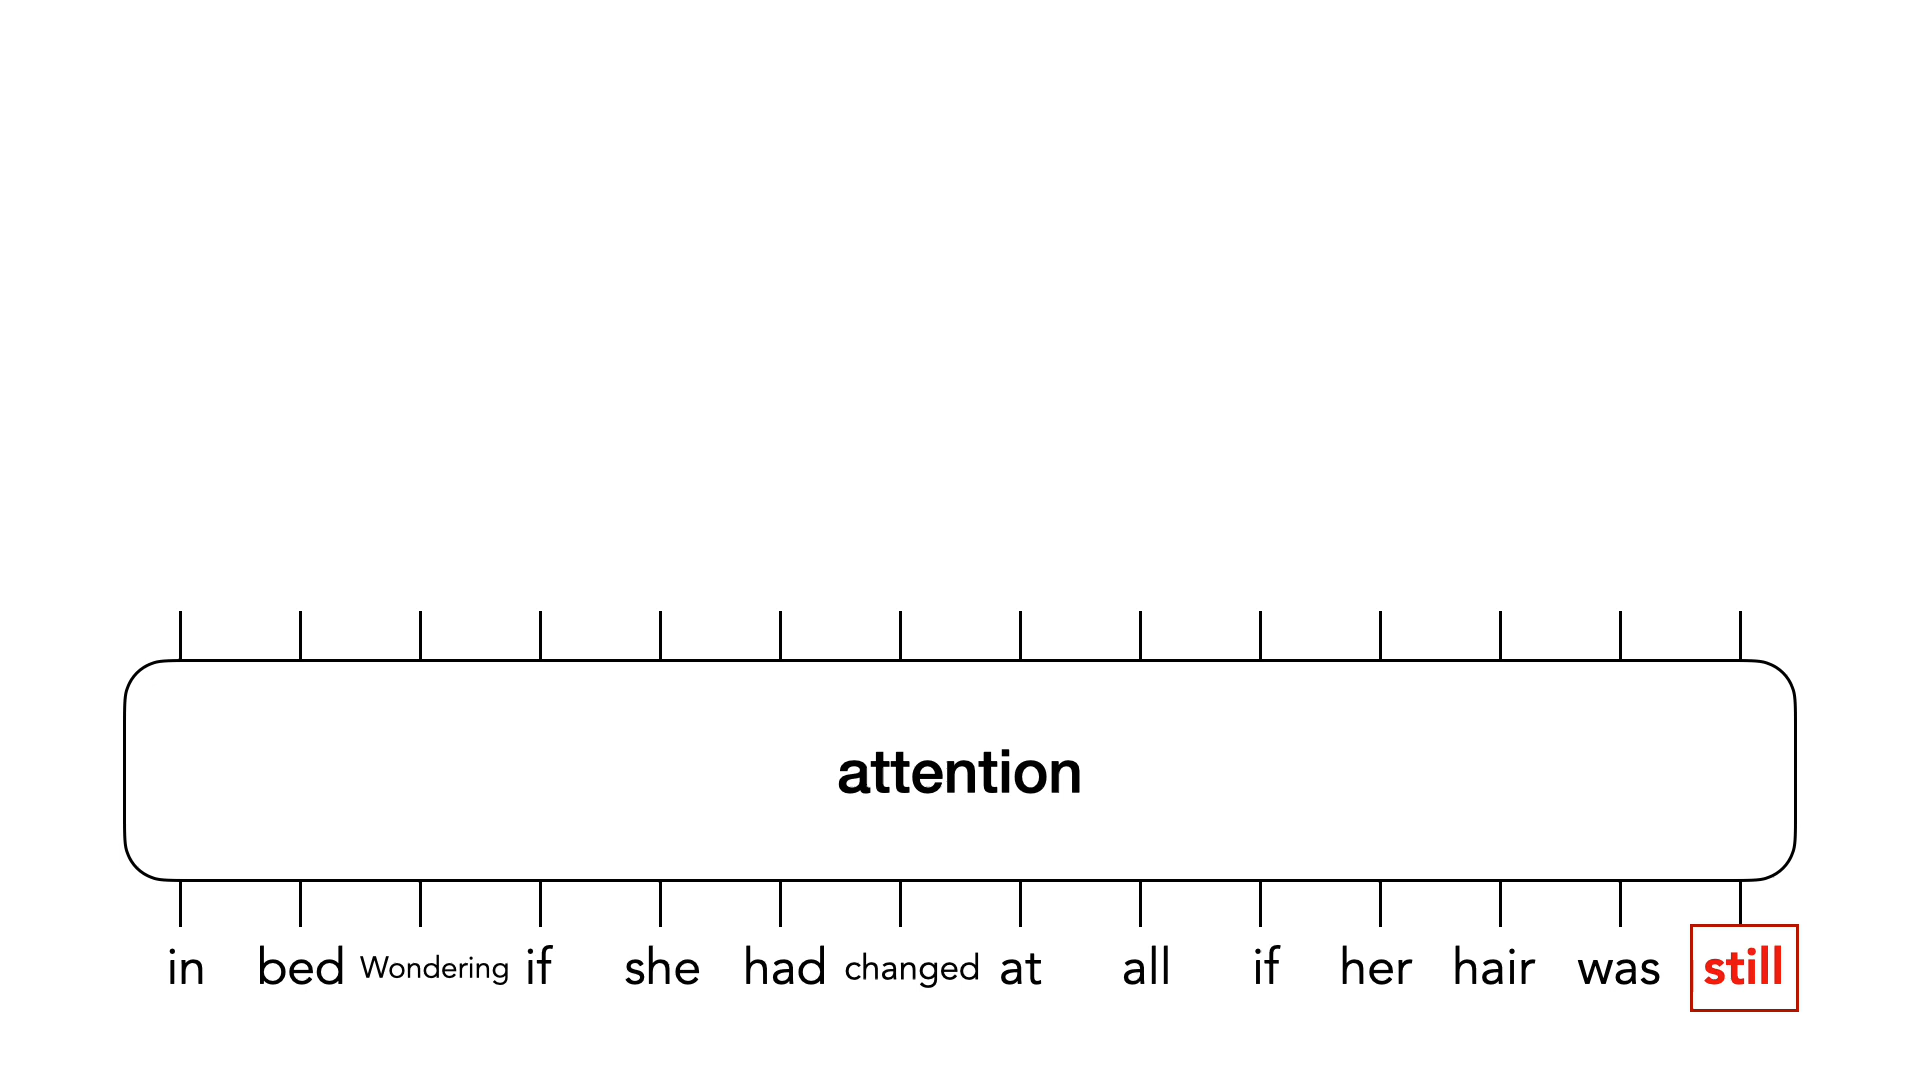 attention
in bed Wondering if she had changed at all if her hair was still